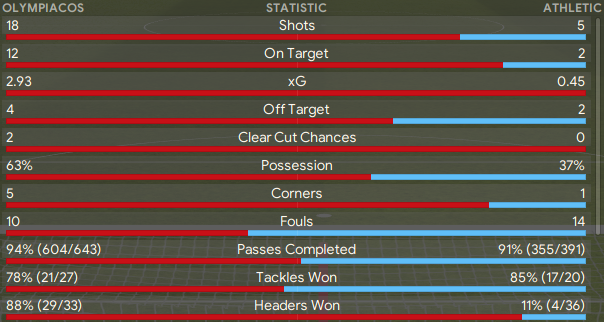 OLYMPIACOS STATISTIC ATHLETIC
18 Shots 5
12 On Target 2
2.93 xG 0.45
4 Off Target 2
2 Clear Cut Chances 0
63% Possession 37%
5 Corners 1
10 Fouls 14
94% (604/643) Passes Completed 91% (355/391)
78% (21/27) Tackles Won 85% (17/20)
88% (29/33) Headers Won 11% (4/36)